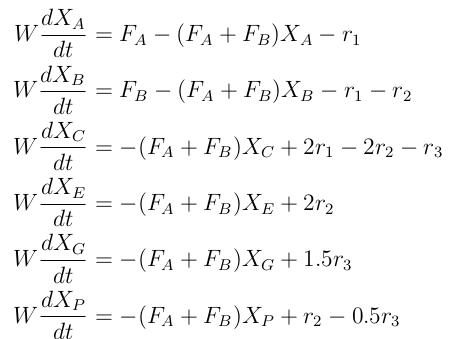 W dX_A/dt = F_A − (F_A + F_B)X_A − r_1
W dX_B/dt = F_B − (F_A + F_B)X_B − r_1 − r_2
W dX_C/dt = −(F_A + F_B)X_C + 2r_1 − 2r_2 − r_3
W dX_E/dt = −(F_A + F_B)X_E + 2r_2
W dX_G/dt = −(F_A + F_B)X_G + 1.5r_3
W dX_P/dt = −(F_A + F_B)X_P + r_2 − 0.5r_3